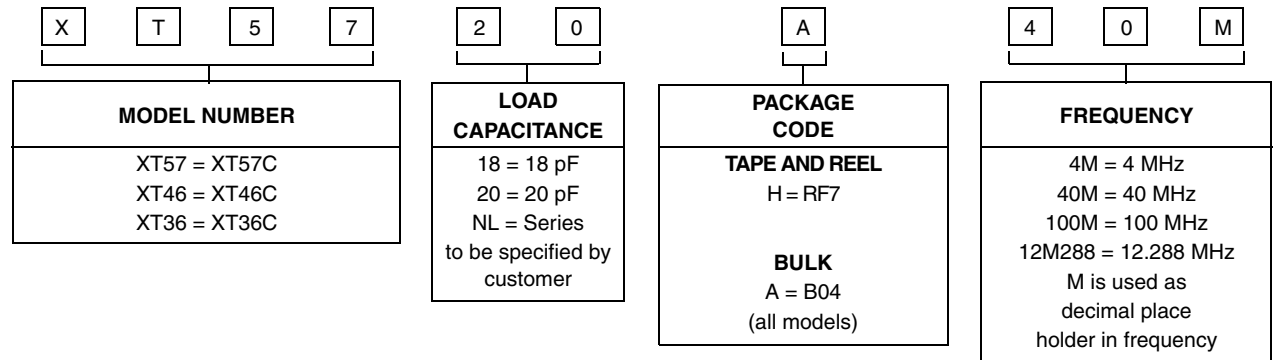 X T 5 7 2 0 A 4 0 M
MODEL NUMBER
XT57 = XT57C
XT46 = XT46C
XT36 = XT36C
LOAD
CAPACITANCE
18 = 18 pF
20 = 20 pF
NL = Series
to be specified by
customer
PACKAGE
CODE
TAPE AND REEL
H = RF7
BULK
A = B04
(all models)
FREQUENCY
4M = 4 MHz
40M = 40 MHz
100M = 100 MHz
12M288 = 12.288 MHz
M is used as
decimal place
holder in frequency